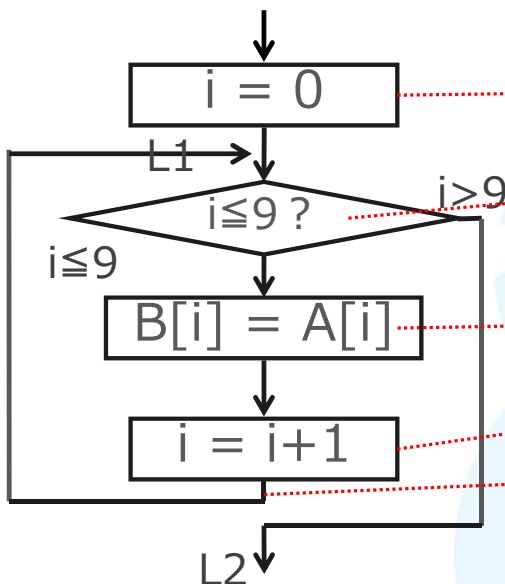 i = 0
L1
i≦9 ?
i>9
i≦9
B[i] = A[i]
i = i+1
L2